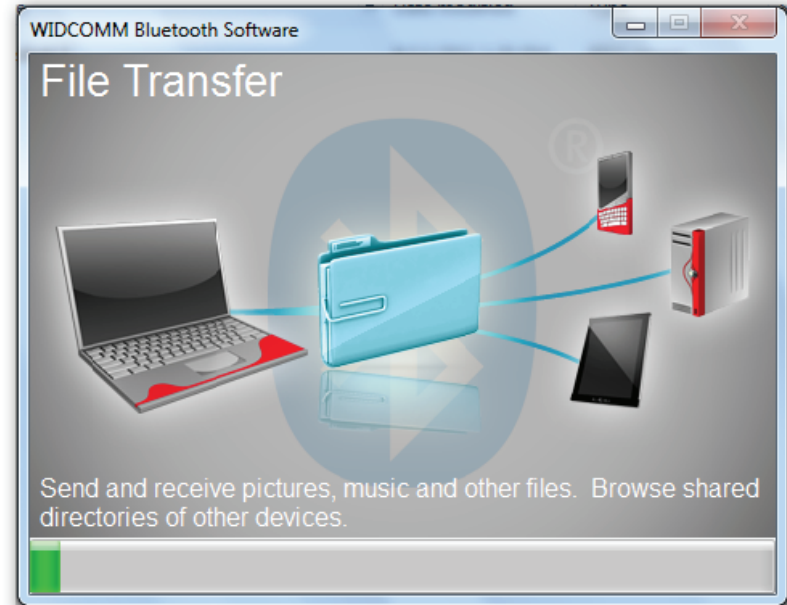 WIDCOMM Bluetooth Software
File Transfer
®
Send and receive pictures, music and other files.  Browse shared
directories of other devices.